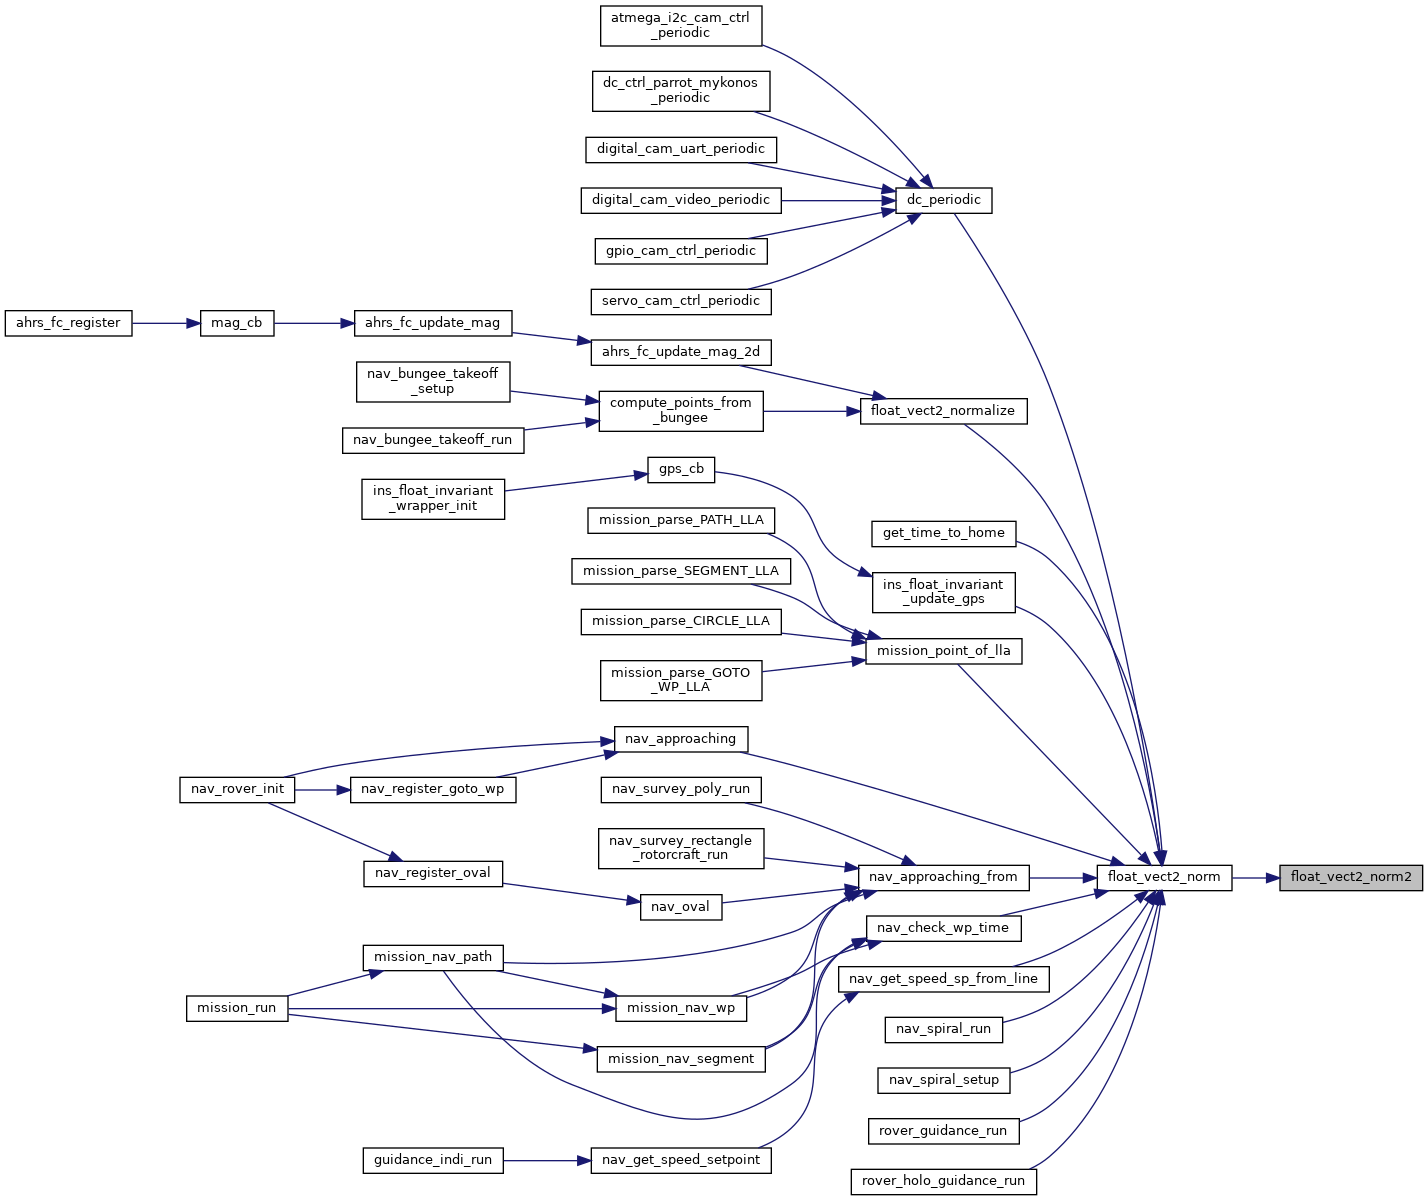 atmega_i2c_cam_ctrl
_periodic
dc_ctrl_parrot_mykonos
_periodic
digital_cam_uart_periodic
digital_cam_video_periodic
dc_periodic
gpio_cam_ctrl_periodic
servo_cam_ctrl_periodic
ahrs_fc_register
mag_cb
ahrs_fc_update_mag
ahrs_fc_update_mag_2d
nav_bungee_takeoff
_setup
compute_points_from
_bungee
float_vect2_normalize
nav_bungee_takeoff_run
gps_cb
ins_float_invariant
_wrapper_init
mission_parse_PATH_LLA
get_time_to_home
mission_parse_SEGMENT_LLA
ins_float_invariant
_update_gps
mission_parse_CIRCLE_LLA
mission_point_of_lla
mission_parse_GOTO
_WP_LLA
nav_approaching
nav_rover_init
nav_register_goto_wp
nav_survey_poly_run
nav_survey_rectangle
_rotorcraft_run
nav_register_oval
nav_approaching_from
float_vect2_norm
float_vect2_norm2
nav_oval
nav_check_wp_time
mission_nav_path
nav_get_speed_sp_from_line
mission_run
mission_nav_wp
nav_spiral_run
mission_nav_segment
nav_spiral_setup
rover_guidance_run
guidance_indi_run
nav_get_speed_setpoint
rover_holo_guidance_run